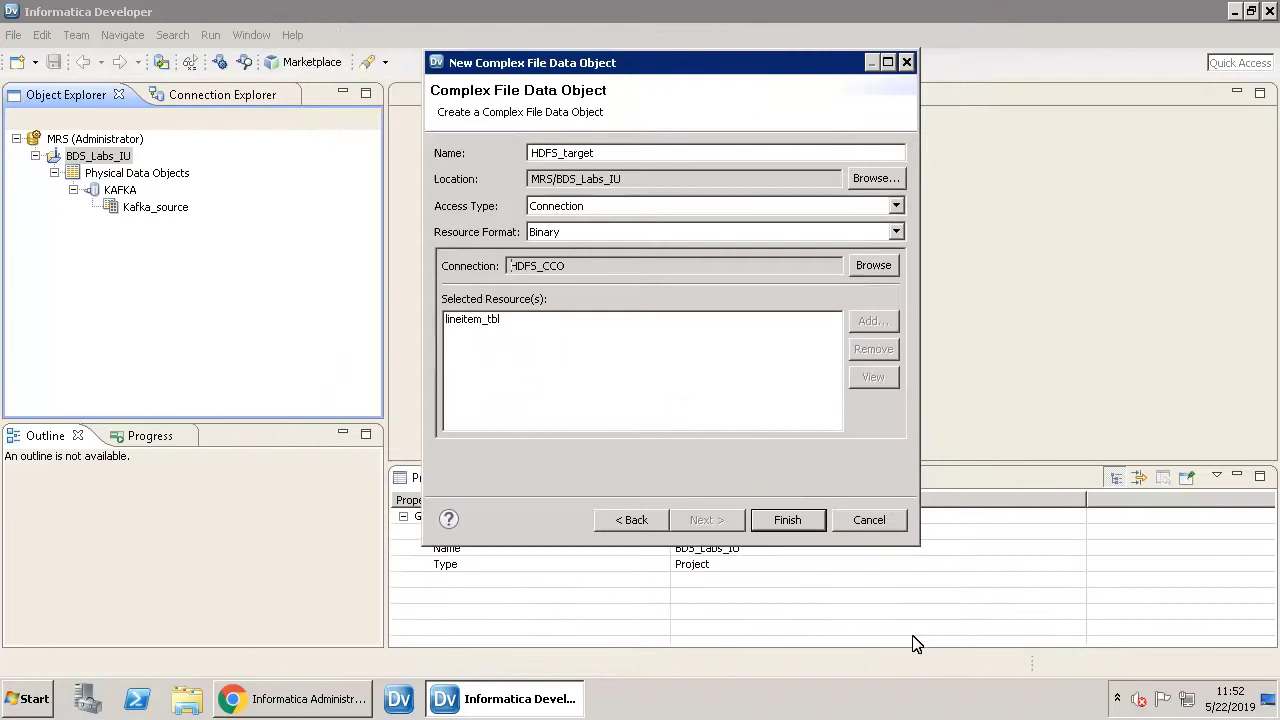 Informatica Developer
File Edit Team Navigate Search Run Window Help
Marketplace
Quick Access
Object Explorer
Connection Explorer
MRS (Administrator)
BDS_Labs_IU
Physical Data Objects
KAFKA
Kafka_source
New Complex File Data Object
Complex File Data Object
Create a Complex File Data Object
Name: HDFS_target
Location: MRS/BDS_Labs_IU Browse...
Access Type: Connection
Resource Format: Binary
Connection: HDFS_CCO Browse
Selected Resource(s):
lineitem_tbl
Add...
Remove
View
< Back Next > Finish Cancel
Outline Progress
An outline is not available.
Name BDS_Labs_IU
Type Project
Start
Informatica Administr...
Informatica Devel...
11:52
5/22/2019